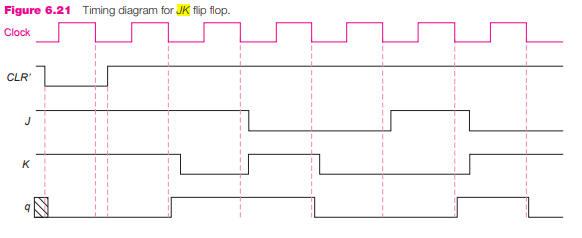 Figure 6.21 Timing diagram for JK flip flop.
Clock
CLR′
J
K
q